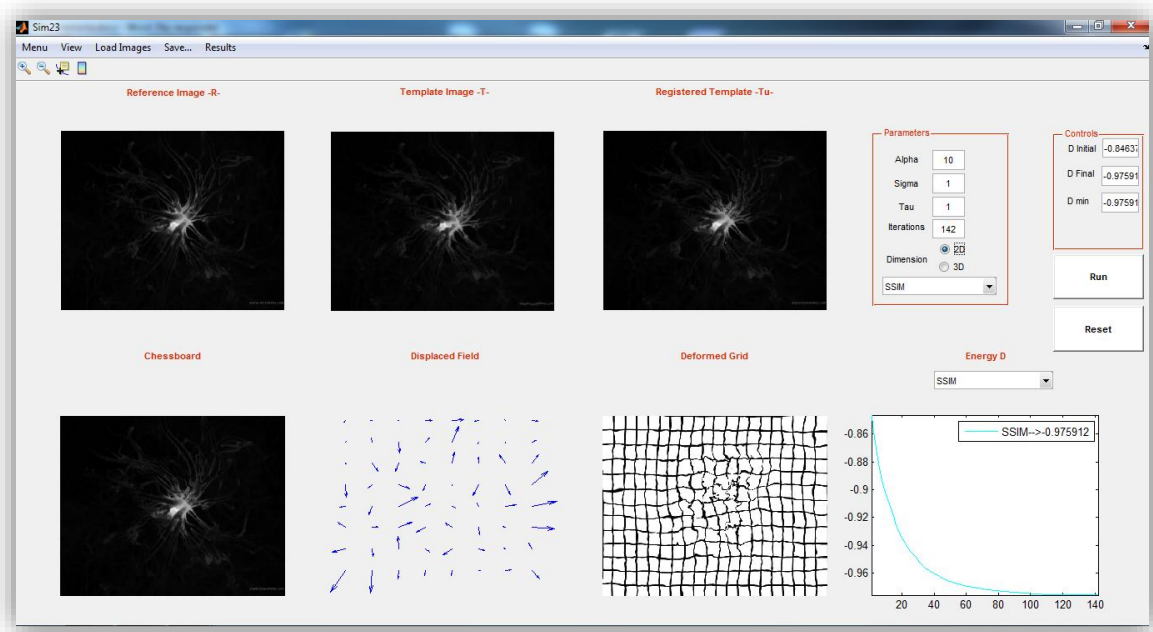 Sim23
Menu View Load Images Save... Results
Reference Image -R-
Template Image -T-
Registered Template -Tu-
Parameters
Alpha 10
Sigma 1
Tau 1
Iterations 142
Dimension
2D
3D
SSIM
Controls
D Initial -0.84637
D Final -0.97591
D min -0.97591
Run
Reset
Chessboard
Displaced Field
Deformed Grid
Energy D
SSIM
SSIM-->-0.975912
-0.86
-0.88
-0.9
-0.92
-0.94
-0.96
20 40 60 80 100 120 140